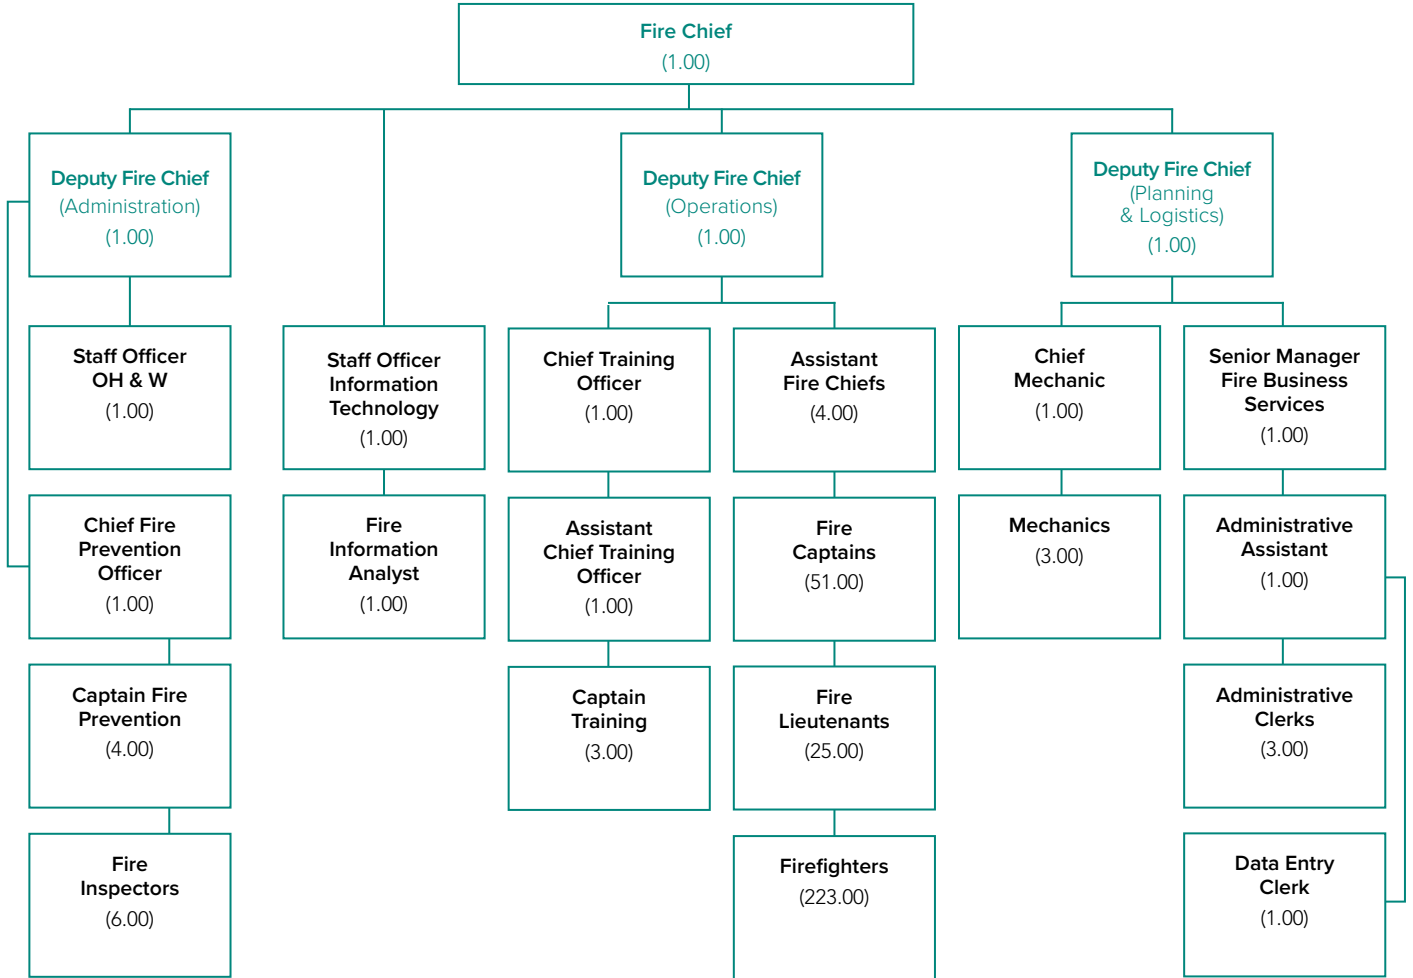 Fire Chief
(1.00)
Deputy Fire Chief
(Administration)
(1.00)
Deputy Fire Chief
(Operations)
(1.00)
Deputy Fire Chief
(Planning
& Logistics)
(1.00)
Staff Officer
OH & W
(1.00)
Staff Officer
Information
Technology
(1.00)
Chief Training
Officer
(1.00)
Assistant
Fire Chiefs
(4.00)
Chief
Mechanic
(1.00)
Senior Manager
Fire Business
Services
(1.00)
Chief Fire
Prevention
Officer
(1.00)
Fire
Information
Analyst
(1.00)
Assistant
Chief Training
Officer
(1.00)
Fire
Captains
(51.00)
Mechanics
(3.00)
Administrative
Assistant
(1.00)
Captain Fire
Prevention
(4.00)
Captain
Training
(3.00)
Fire
Lieutenants
(25.00)
Administrative
Clerks
(3.00)
Fire
Inspectors
(6.00)
Firefighters
(223.00)
Data Entry
Clerk
(1.00)